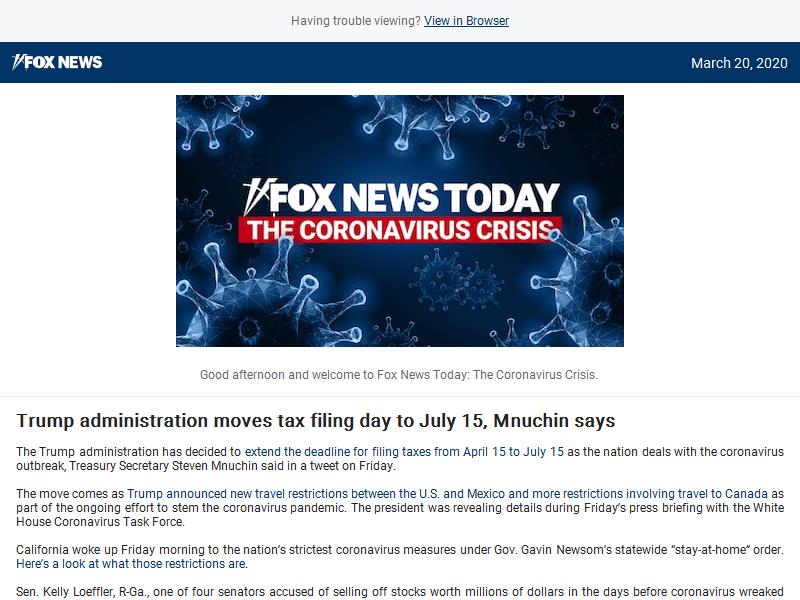 Having trouble viewing? View in Browser
FOX NEWS
March 20, 2020
FOX NEWS TODAY
THE CORONAVIRUS CRISIS
Good afternoon and welcome to Fox News Today: The Coronavirus Crisis.
Trump administration moves tax filing day to July 15, Mnuchin says
The Trump administration has decided to extend the deadline for filing taxes from April 15 to July 15 as the nation deals with the coronavirus
outbreak, Treasury Secretary Steven Mnuchin said in a tweet on Friday.
The move comes as Trump announced new travel restrictions between the U.S. and Mexico and more restrictions involving travel to Canada as
part of the ongoing effort to stem the coronavirus pandemic. The president was revealing details during Friday's press briefing with the White
House Coronavirus Task Force.
California woke up Friday morning to the nation's strictest coronavirus measures under Gov. Gavin Newsom's statewide “stay-at-home” order.
Here's a look at what those restrictions are.
Sen. Kelly Loeffler, R-Ga., one of four senators accused of selling off stocks worth millions of dollars in the days before coronavirus wreaked